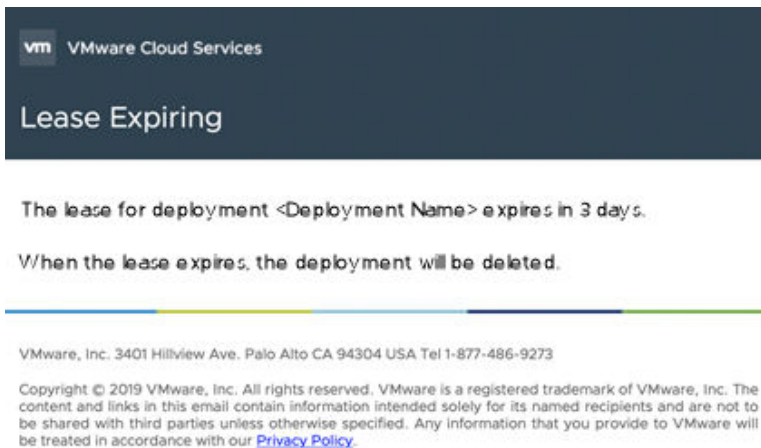 vm VMware Cloud Services
Lease Expiring
The lease for deployment <Deployment Name> expires in 3 days.
When the lease expires, the deployment will be deleted.
VMware, Inc. 3401 Hillview Ave. Palo Alto CA 94304 USA Tel 1-877-486-9273
Copyright © 2019 VMware, Inc. All rights reserved. VMware is a registered trademark of VMware, Inc. The
content and links in this email contain information intended solely for its named recipients and are not to
be shared with third parties unless otherwise specified. Any information that you provide to VMware will
be treated in accordance with our Privacy Policy.